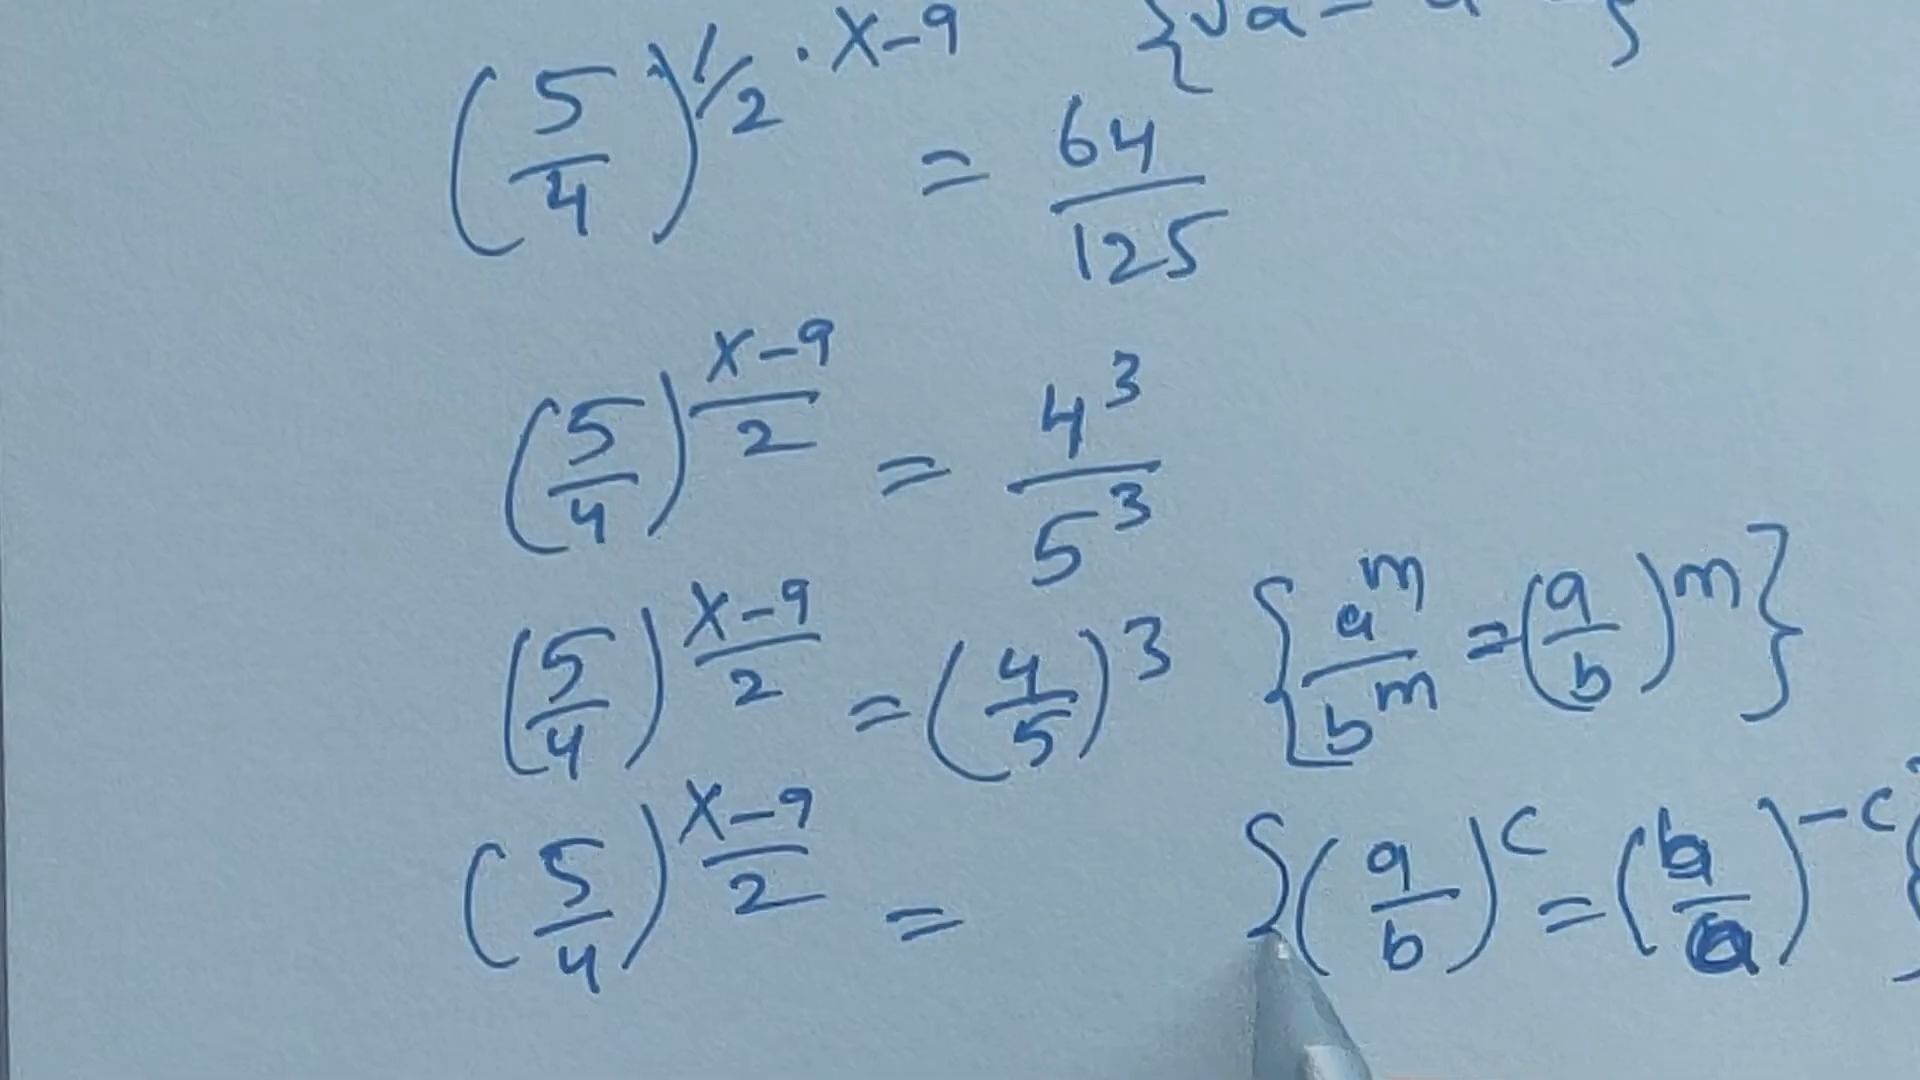 (5/4)^1/2 · x-9 = 64/125 {√a =
(5/4)^(x-9)/2 = 4^3/5^3
(5/4)^(x-9)/2 = (4/5)^3 {a^m/b^m = (a/b)^m}
(5/4)^(x-9)/2 = {(a/b)^c = (b/a)^-c}